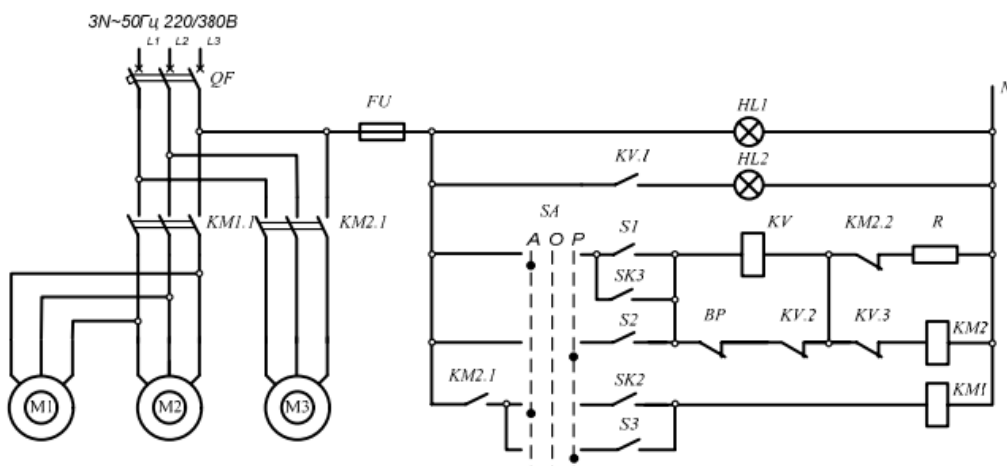 3N~50Гц 220/380В
L1 L2 L3
QF
FU
HL1
N
KV.1
HL2
KM1.1
KM2.1
SA
A O P
S1
KV
KM2.2
R
SK3
S2
BP
KV.2
KV.3
KM2
KM2.1
SK2
KM1
S3
M1
M2
M3